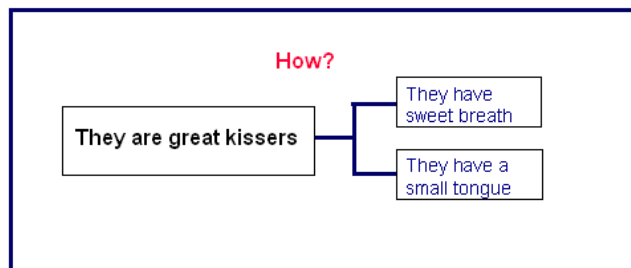 How?
They have
sweet breath
They are great kissers
They have a
small tongue